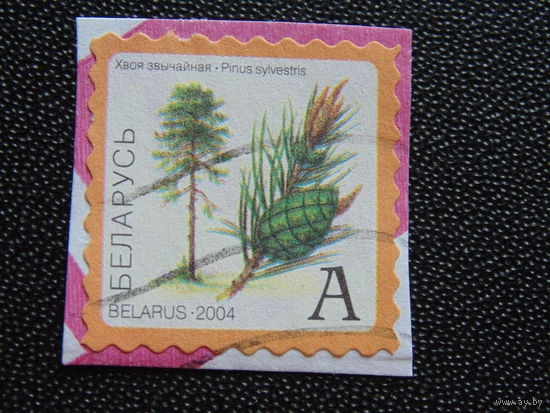 Хвоя звычайная · Pinus sylvestris
БЕЛАРУСЬ
A
BELARUS · 2004
www.ay.by